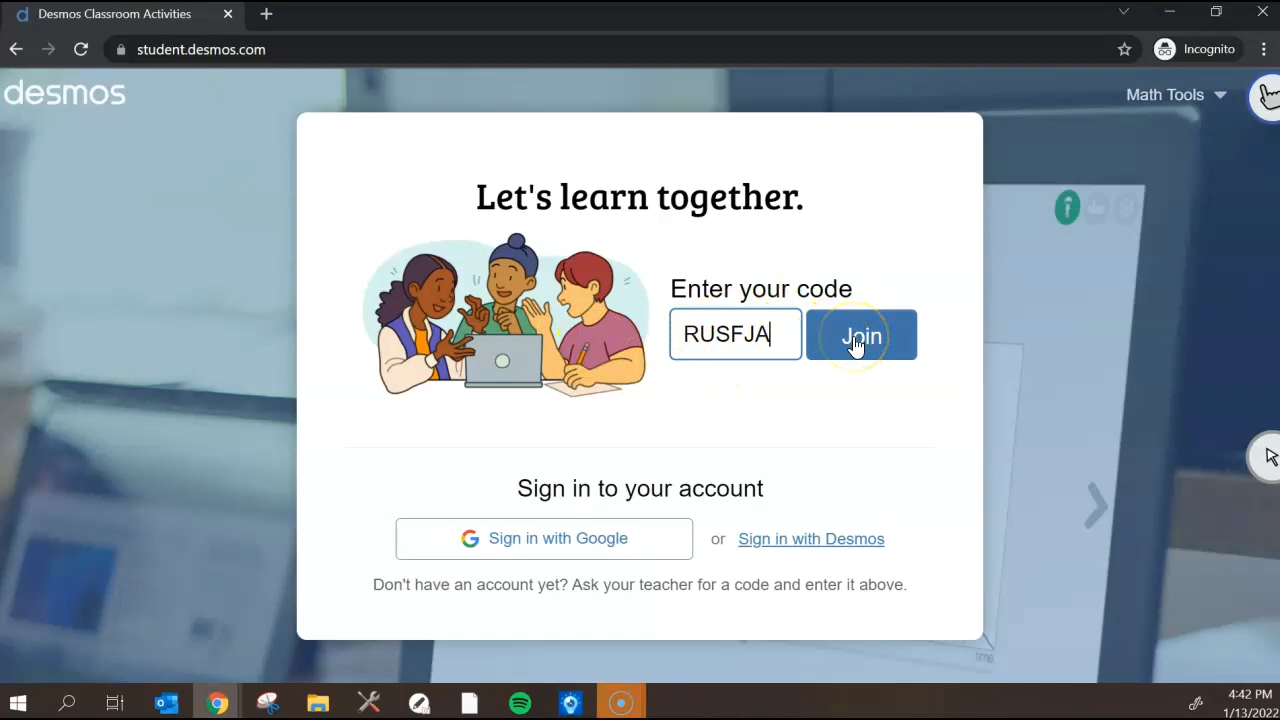 Desmos Classroom Activities
student.desmos.com
Incognito
desmos
Math Tools
Let's learn together.
Enter your code
RUSFJA
Join
Sign in to your account
Sign in with Google
or
Sign in with Desmos
Don't have an account yet? Ask your teacher for a code and enter it above.
time
4:42 PM
1/13/2022